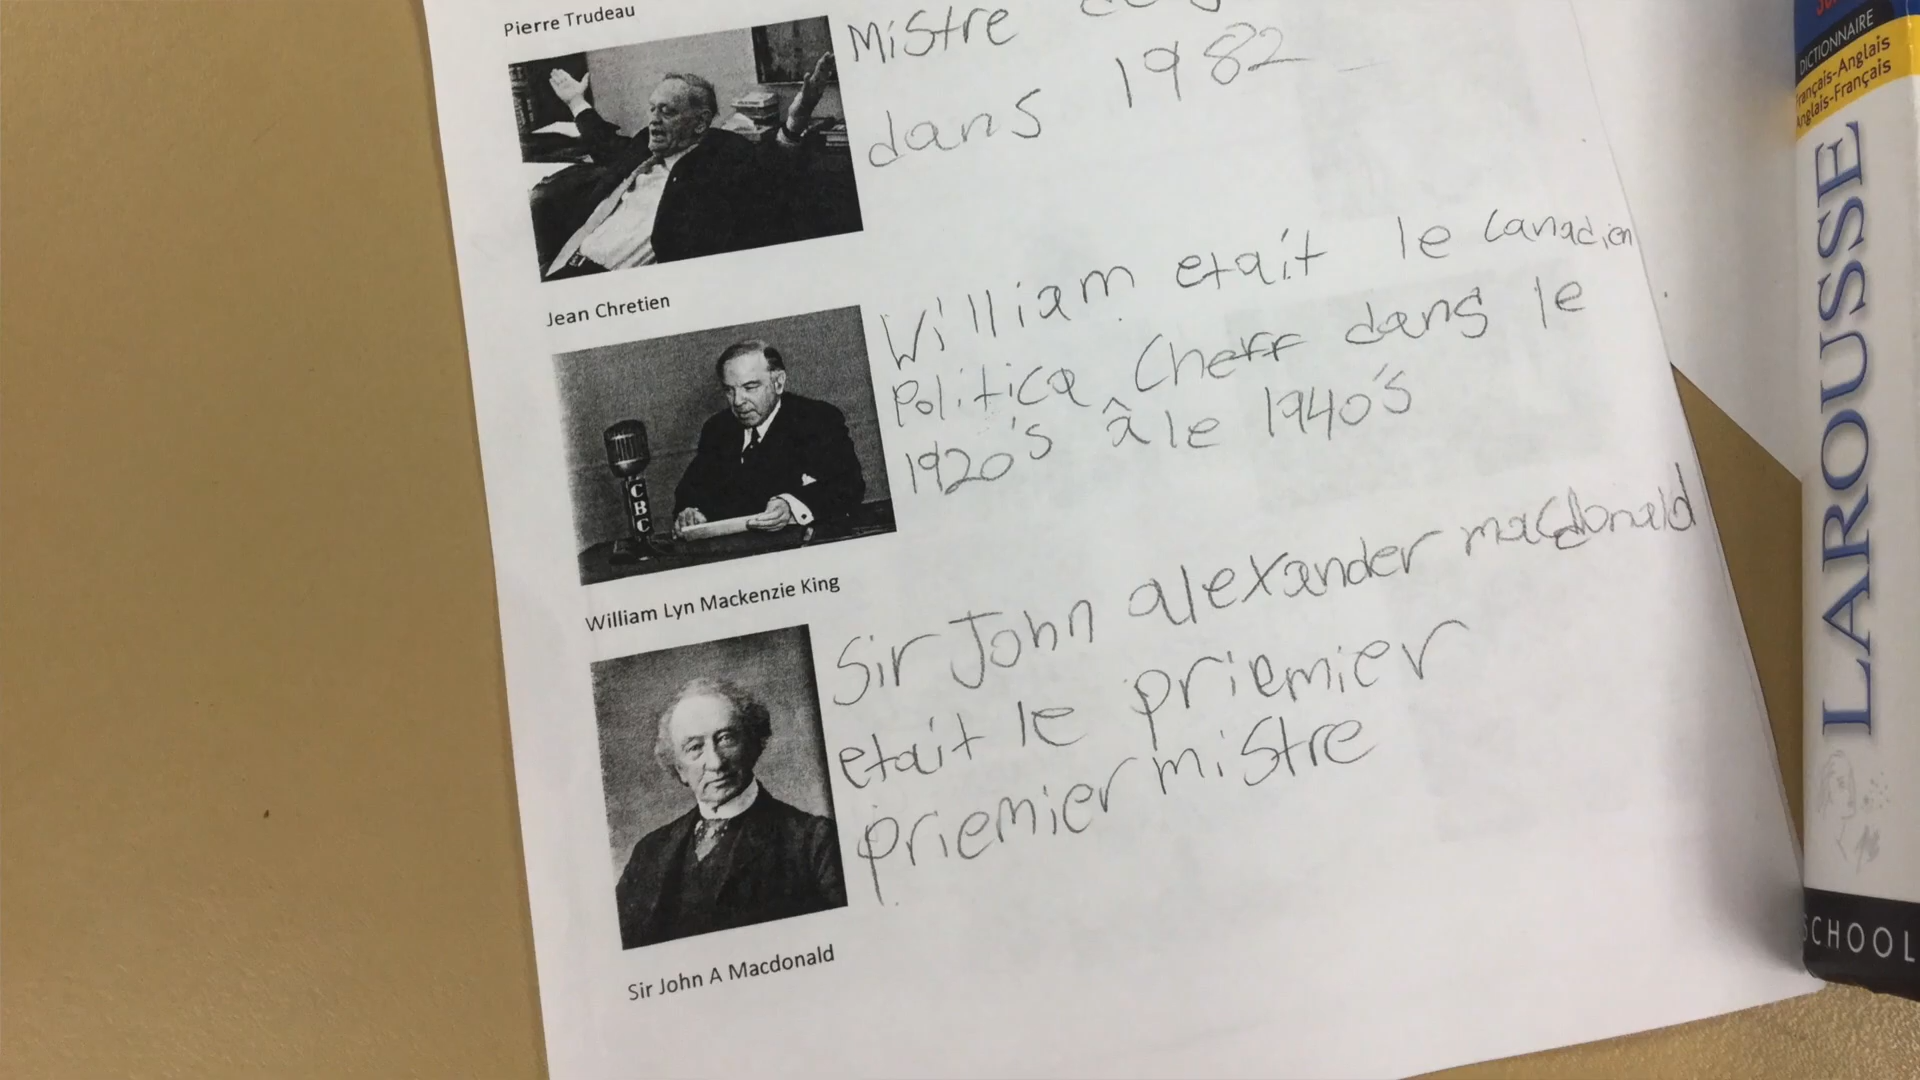 Pierre Trudeau
Mistre
dans 1982
Jean Chretien
William etait le Canadien
Politica Cheff dans le
1920's â le 1940's
CBC
William Lyn Mackenzie King
Sir John alexander macdonald
etait le priemier
priemier mistre
Sir John A Macdonald
DICTIONNAIRE
Français-Anglais
Anglais-Français
LAROUSSE
SCHOOL